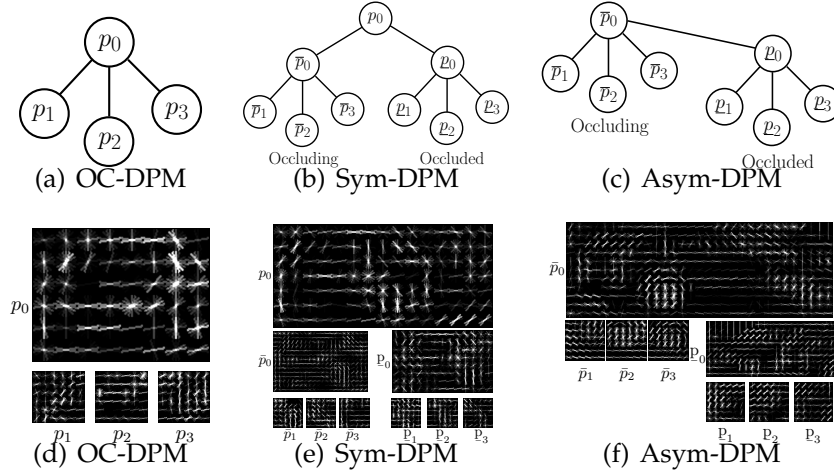 p₀
p₁ p₂ p₃
(a) OC-DPM
p₀
p̅₀ p̲₀
p̅₁ p̅₂ p̅₃ p̲₁ p̲₂ p̲₃
Occluding Occluded
(b) Sym-DPM
p̅₀
p̲₀
p̅₁ p̅₂ p̅₃ p̲₁ p̲₂ p̲₃
Occluding
Occluded
(c) Asym-DPM
p₀
p₁ p₂ p₃
(d) OC-DPM
p₀
p̄₀ p̲₀
p̄₁ p̄₂ p̄₃ p̲₁ p̲₂ p̲₃
(e) Sym-DPM
p̄₀
p̄₁ p̄₂ p̄₃ p̲₀
p̲₁ p̲₂ p̲₃
(f) Asym-DPM